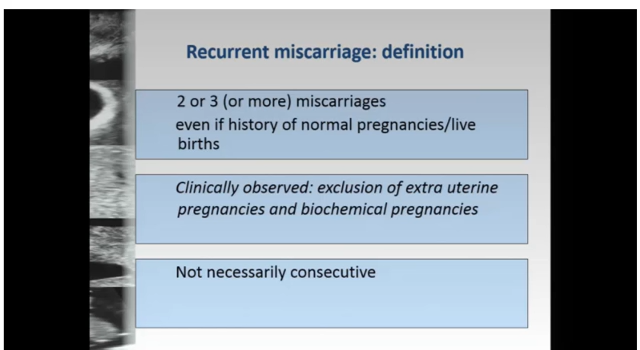 Recurrent miscarriage: definition
2 or 3 (or more) miscarriages
even if history of normal pregnancies/live
births
Clinically observed: exclusion of extra uterine
pregnancies and biochemical pregnancies
Not necessarily consecutive